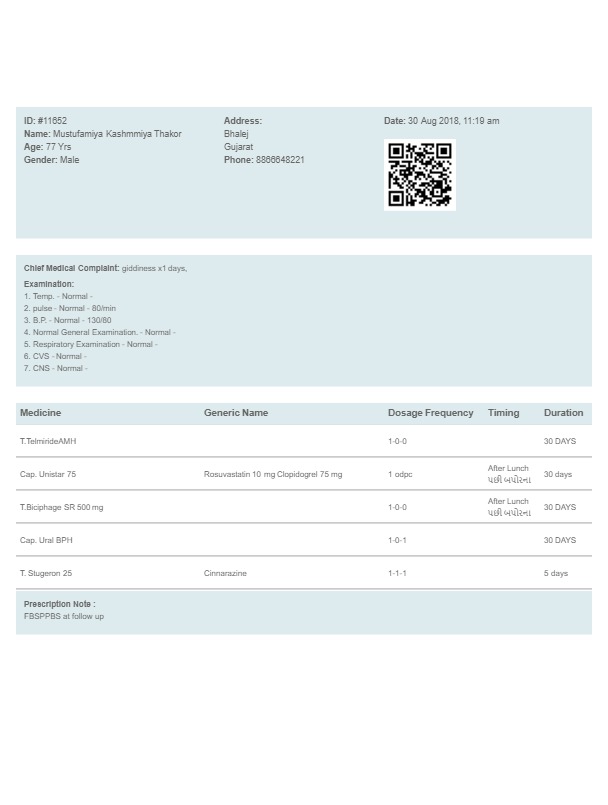 ID: #11652
Name: Mustufamiya Kashmmiya Thakor
Age: 77 Yrs
Gender: Male
Address:
Bhalej
Gujarat
Phone: 8866648221
Date: 30 Aug 2018, 11:19 am
Chief Medical Complaint: giddiness x1 days,
Examination:
1. Temp. - Normal -
2. pulse - Normal - 80/min
3. B.P. - Normal - 130/80
4. Normal General Examination. - Normal -
5. Respiratory Examination - Normal -
6. CVS - Normal -
7. CNS - Normal -
Medicine Generic Name Dosage Frequency Timing Duration
T.TelmirideAMH 1-0-0 30 DAYS
Cap. Unistar 75 Rosuvastatin 10 mg Clopidogrel 75 mg 1 odpc After Lunch 30 days
પછી બપોરના
T.Biciphage SR 500 mg 1-0-0 After Lunch 30 DAYS
પછી બપોરના
Cap. Ural BPH 1-0-1 30 DAYS
T. Stugeron 25 Cinnarazine 1-1-1 5 days
Prescription Note :
FBSPPBS at follow up